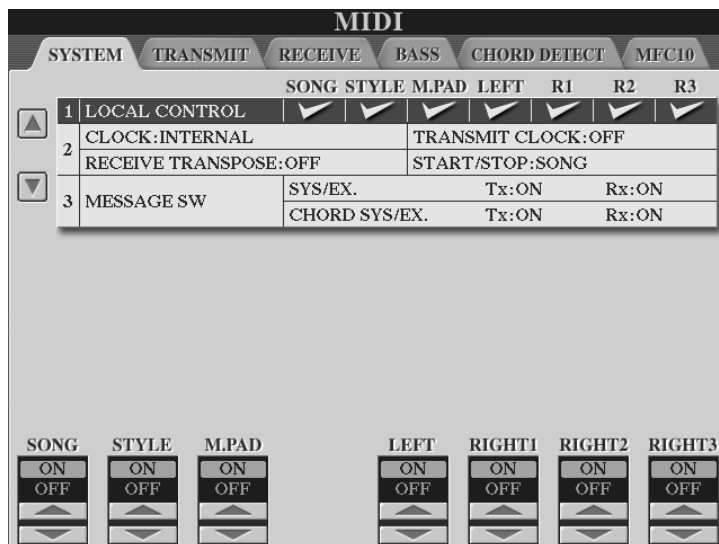 MIDI
SYSTEM TRANSMIT RECEIVE BASS CHORD DETECT MFC10
SONG STYLE M.PAD LEFT R1 R2 R3
1 LOCAL CONTROL
2 CLOCK:INTERNAL TRANSMIT CLOCK:OFF
RECEIVE TRANSPOSE:OFF START/STOP:SONG
3 MESSAGE SW SYS/EX. Tx:ON Rx:ON
CHORD SYS/EX. Tx:ON Rx:ON
SONG STYLE M.PAD LEFT RIGHT1 RIGHT2 RIGHT3
ON ON ON ON ON ON ON
OFF OFF OFF OFF OFF OFF OFF